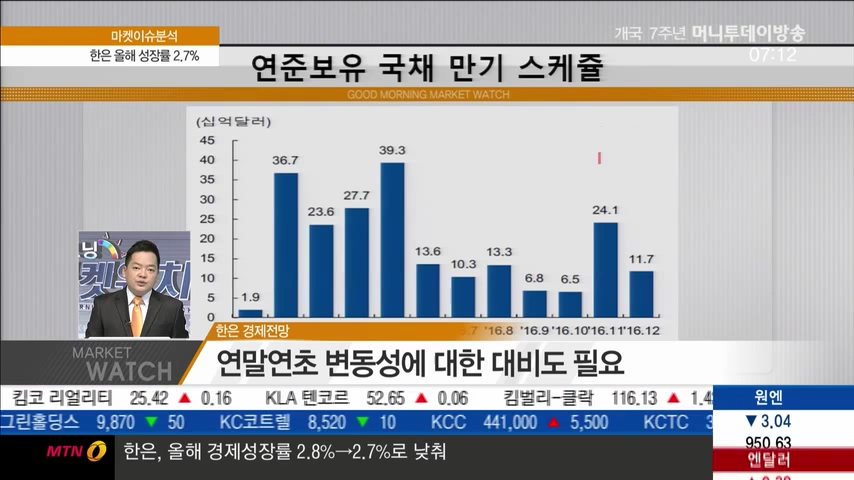 마켓이슈분석
한은 올해 성장률 2.7%
개국 7주년 머니투데이방송
07:12
연준보유 국채 만기 스케쥴
GOOD MORNING MARKET WATCH
(십억달러)
45
40
35
30
25
20
15
10
5
0
1.9
36.7
23.6
27.7
39.3
13.6
10.3
13.3
6.8
6.5
24.1
11.7
'16.8
'16.9
'16.10
'16.11
'16.12
한은 경제전망
MARKET
WATCH
연말연초 변동성에 대한 대비도 필요
킴코 리얼리티 25.42 ▲ 0.16 KLA 텐코르 52.65 ▲ 0.06 킴벌리-클락 116.13 ▲
그린홀딩스 9,870 ▼ 50 KC코트렐 8,520 ▼ 10 KCC 441,000 ▲ 5,500 KCTC
원엔
▼ 3.04
950.63
엔달러
MTN 한은, 올해 경제성장률 2.8%→2.7%로 낮춰